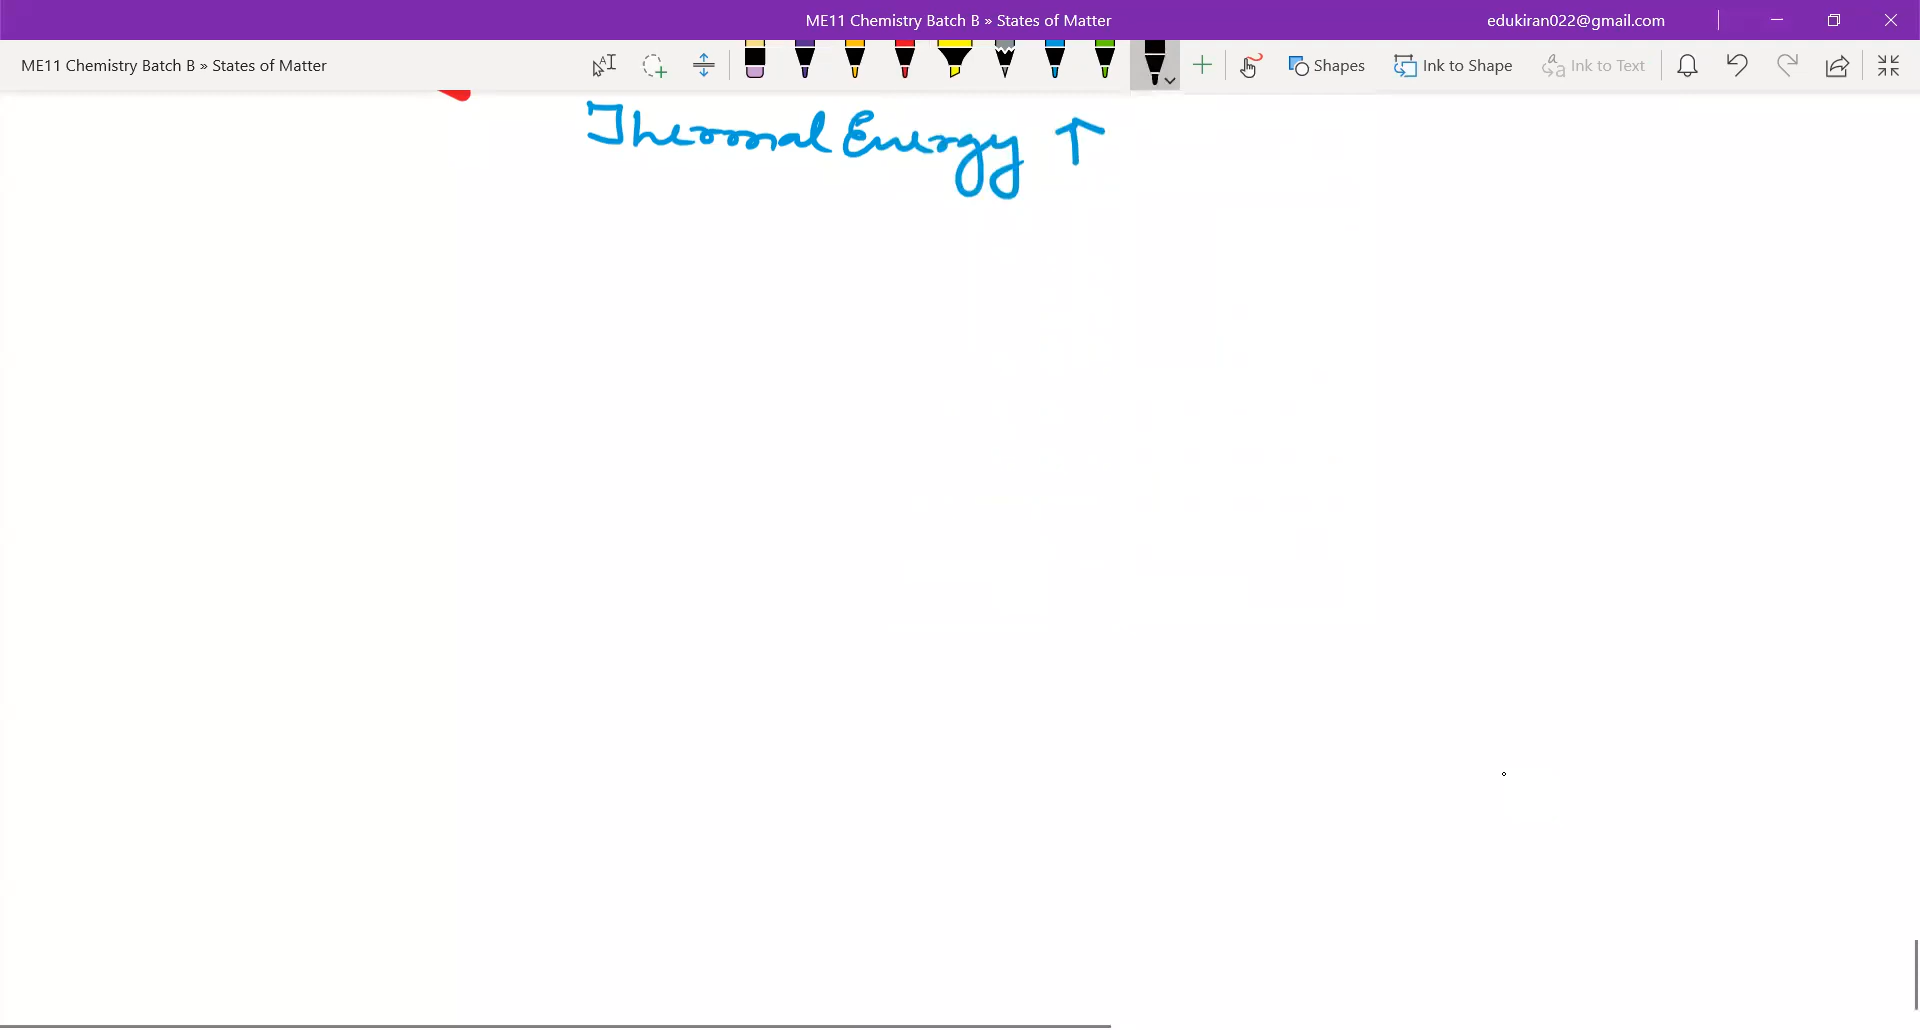 ME11 Chemistry Batch B » States of Matter
edukiran022@gmail.com
ME11 Chemistry Batch B » States of Matter
Shapes
Ink to Shape
Ink to Text
Thermal Energy ↑